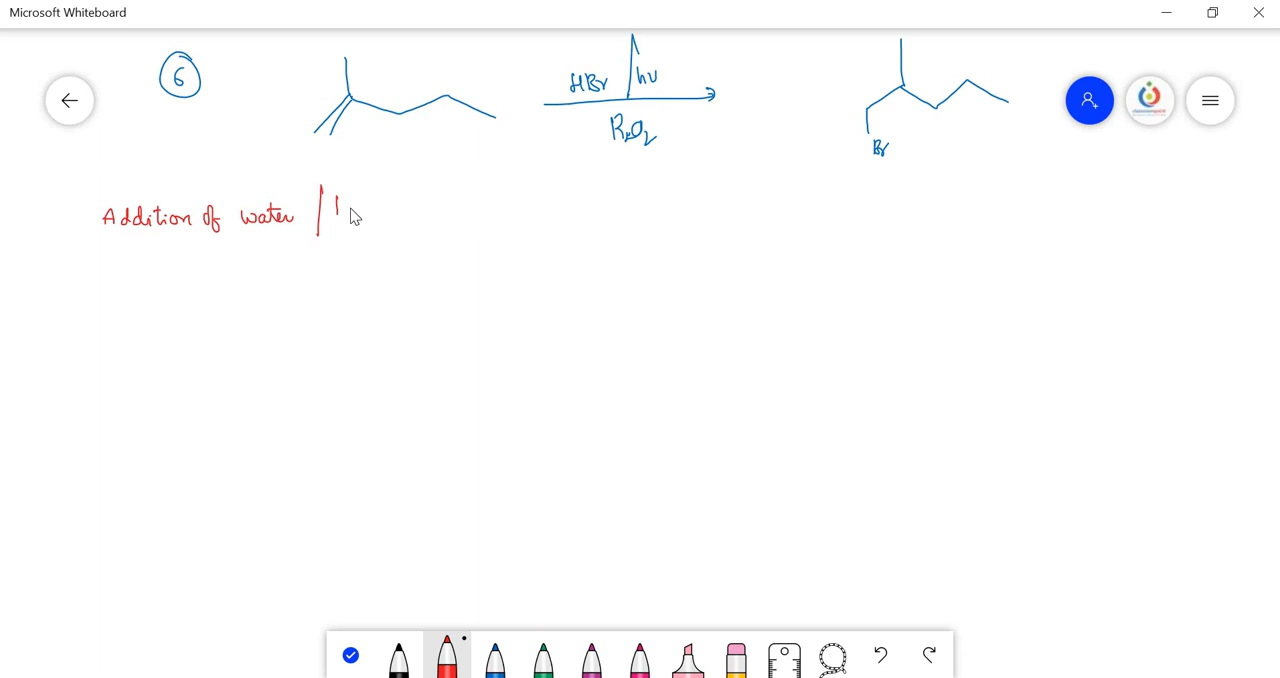 Microsoft Whiteboard
6
HBr hν
R2O2
Br
Addition of water /